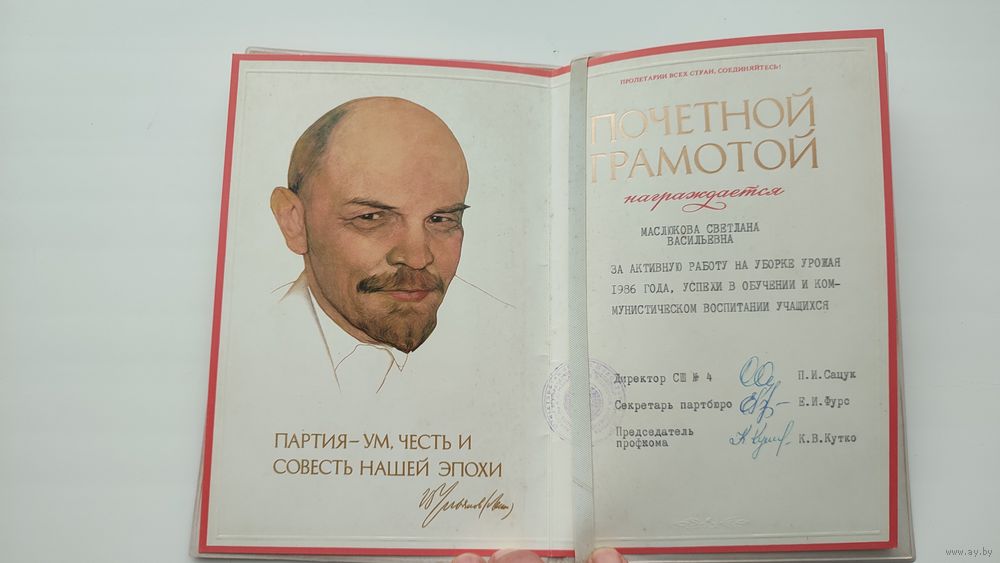 ПАРТИЯ – УМ, ЧЕСТЬ И
СОВЕСТЬ НАШЕЙ ЭПОХИ
В Ульянов (Ленин)
ПРОЛЕТАРИИ ВСЕХ СТРАН, СОЕДИНЯЙТЕСЬ!
ПОЧЕТНОЙ
ГРАМОТОЙ
награждается
МАСЛЮКОВА СВЕТЛАНА
ВАСИЛЬЕВНА
ЗА АКТИВНУЮ РАБОТУ НА УБОРКЕ УРОЖАЯ
1986 ГОДА, УСПЕХИ В ОБУЧЕНИИ И КОМ-
МУНИСТИЧЕСКОМ ВОСПИТАНИИ УЧАЩИХСЯ
Директор СШ № 4 П.И.Сацук
Секретарь партбюро Е.И.Фурс
Председатель
профкома К.В.Кутко
www.ay.by